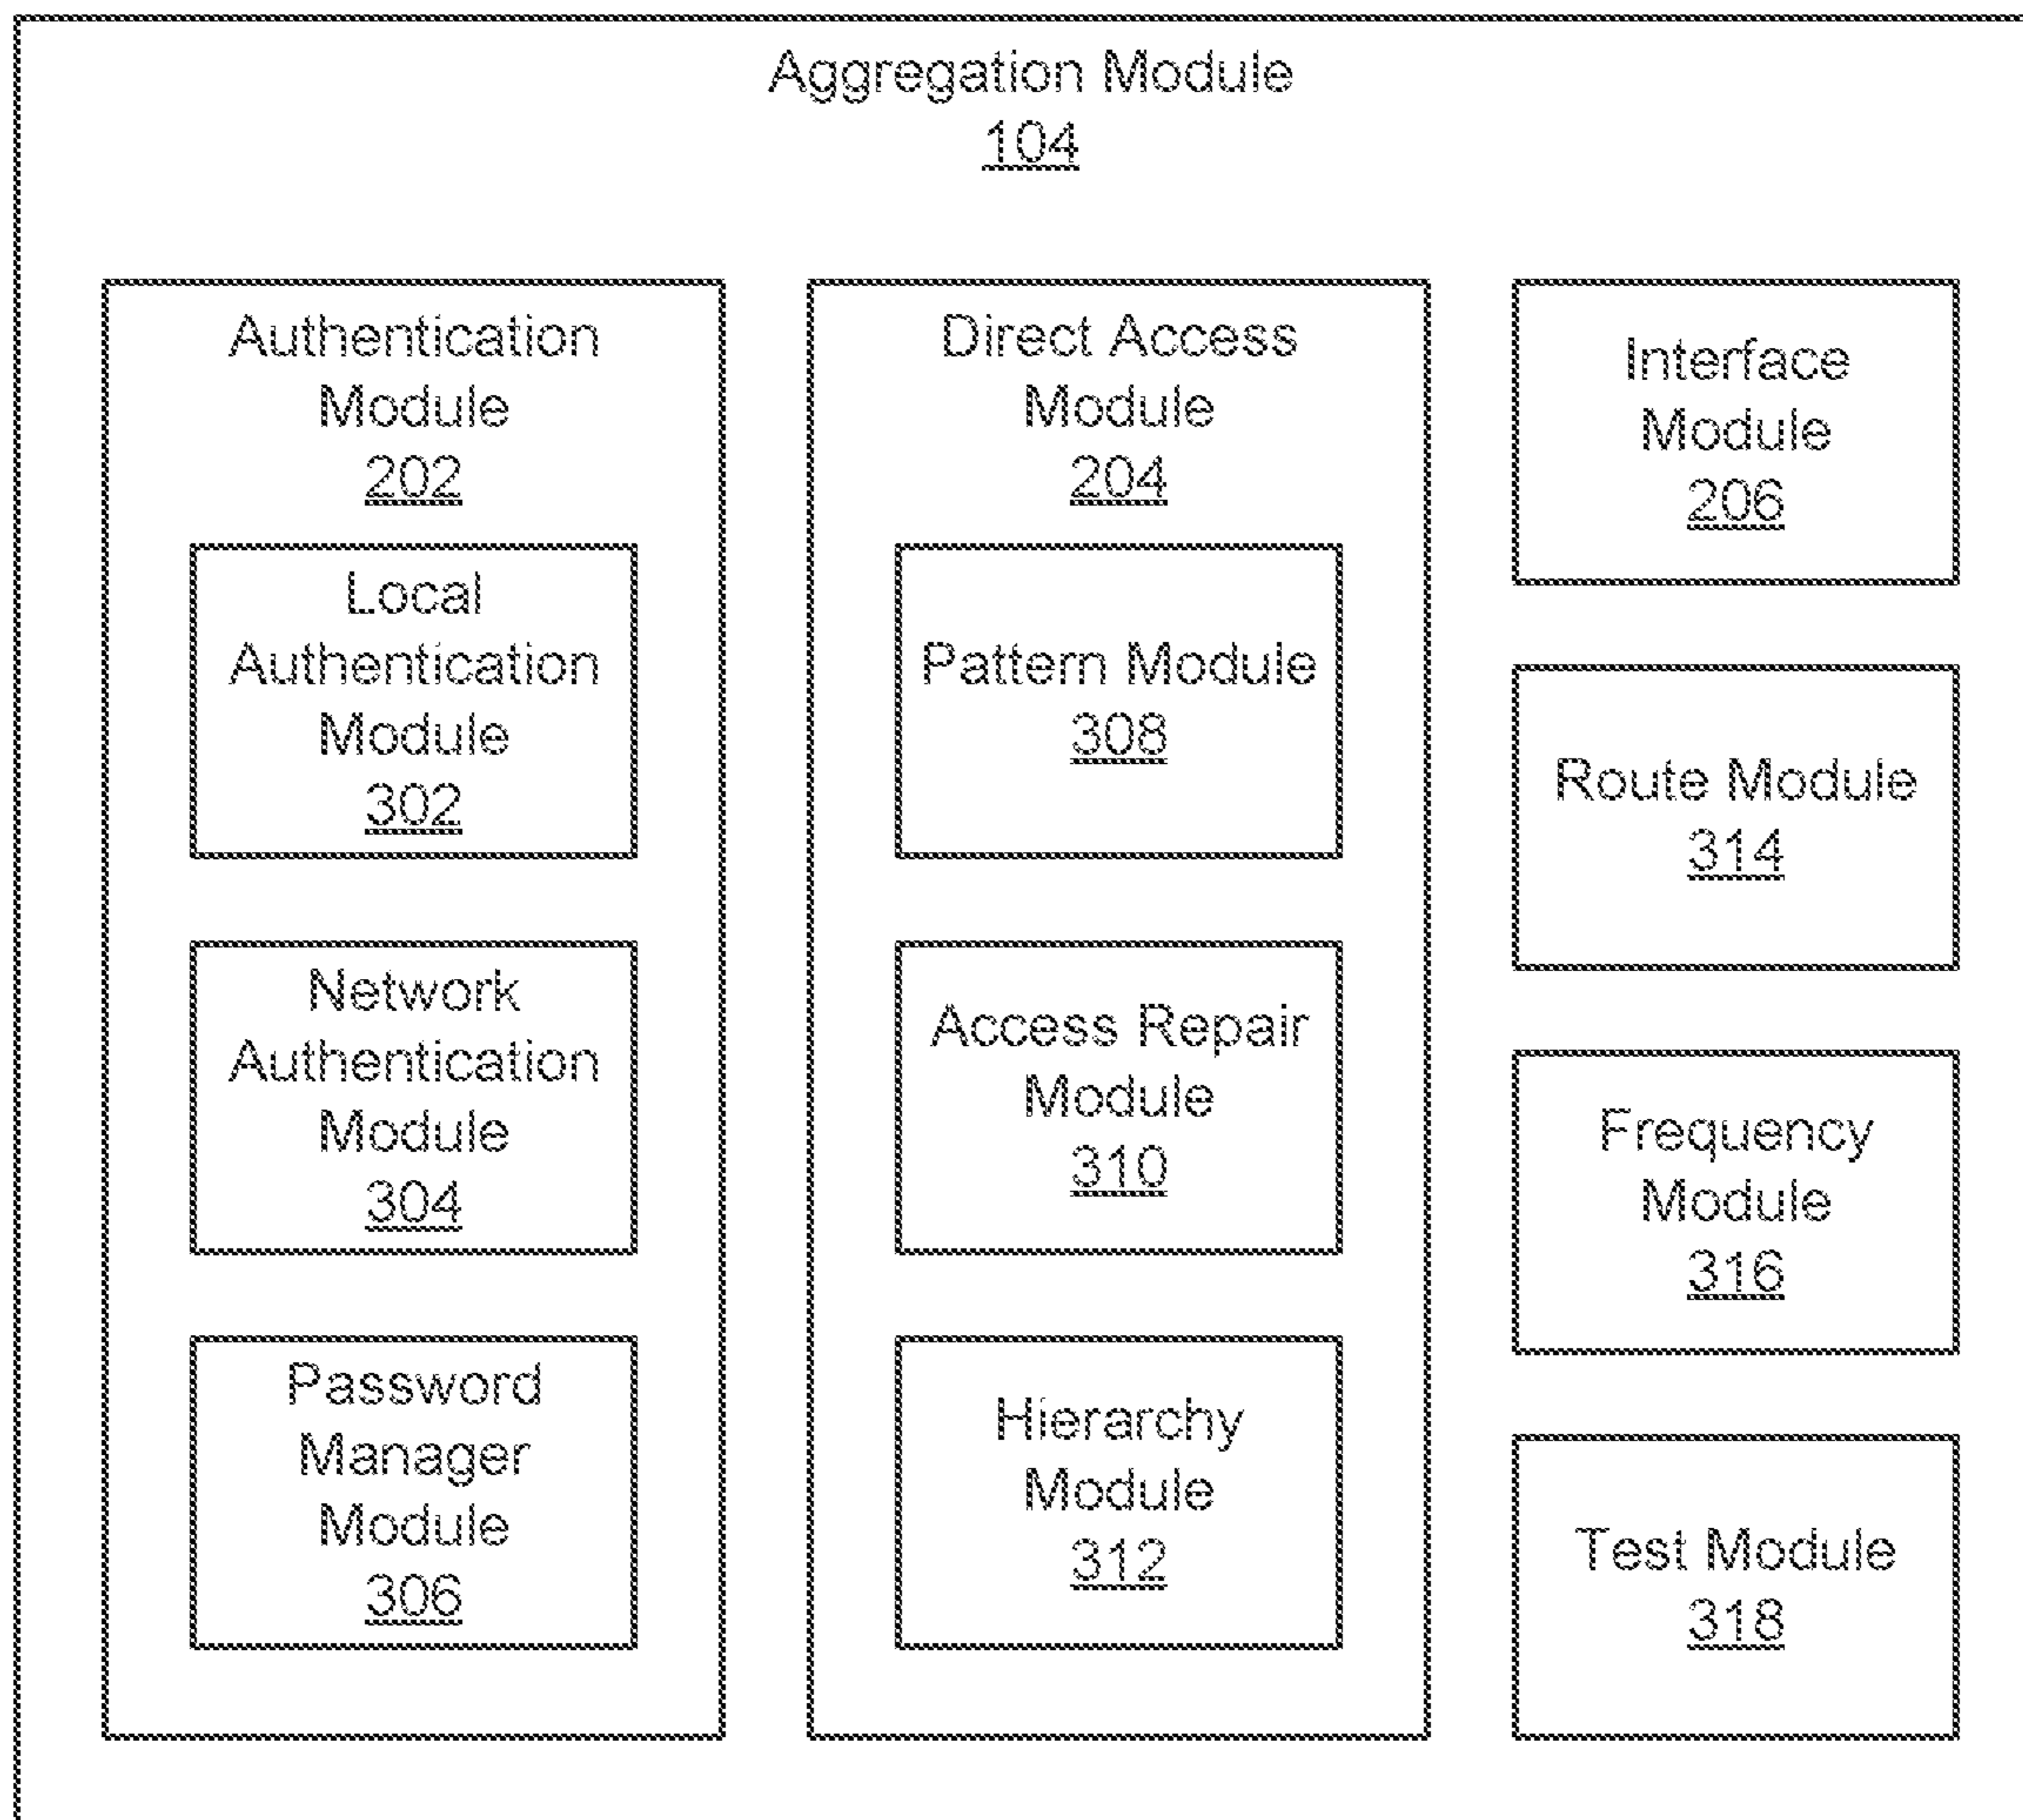 Aggregation Module
104
Authentication
Module
202
Local
Authentication
Module
302
Network
Authentication
Module
304
Password
Manager
Module
306
Direct Access
Module
204
Pattern Module
308
Access Repair
Module
310
Hierarchy
Module
312
Interface
Module
206
Route Module
314
Frequency
Module
316
Test Module
318